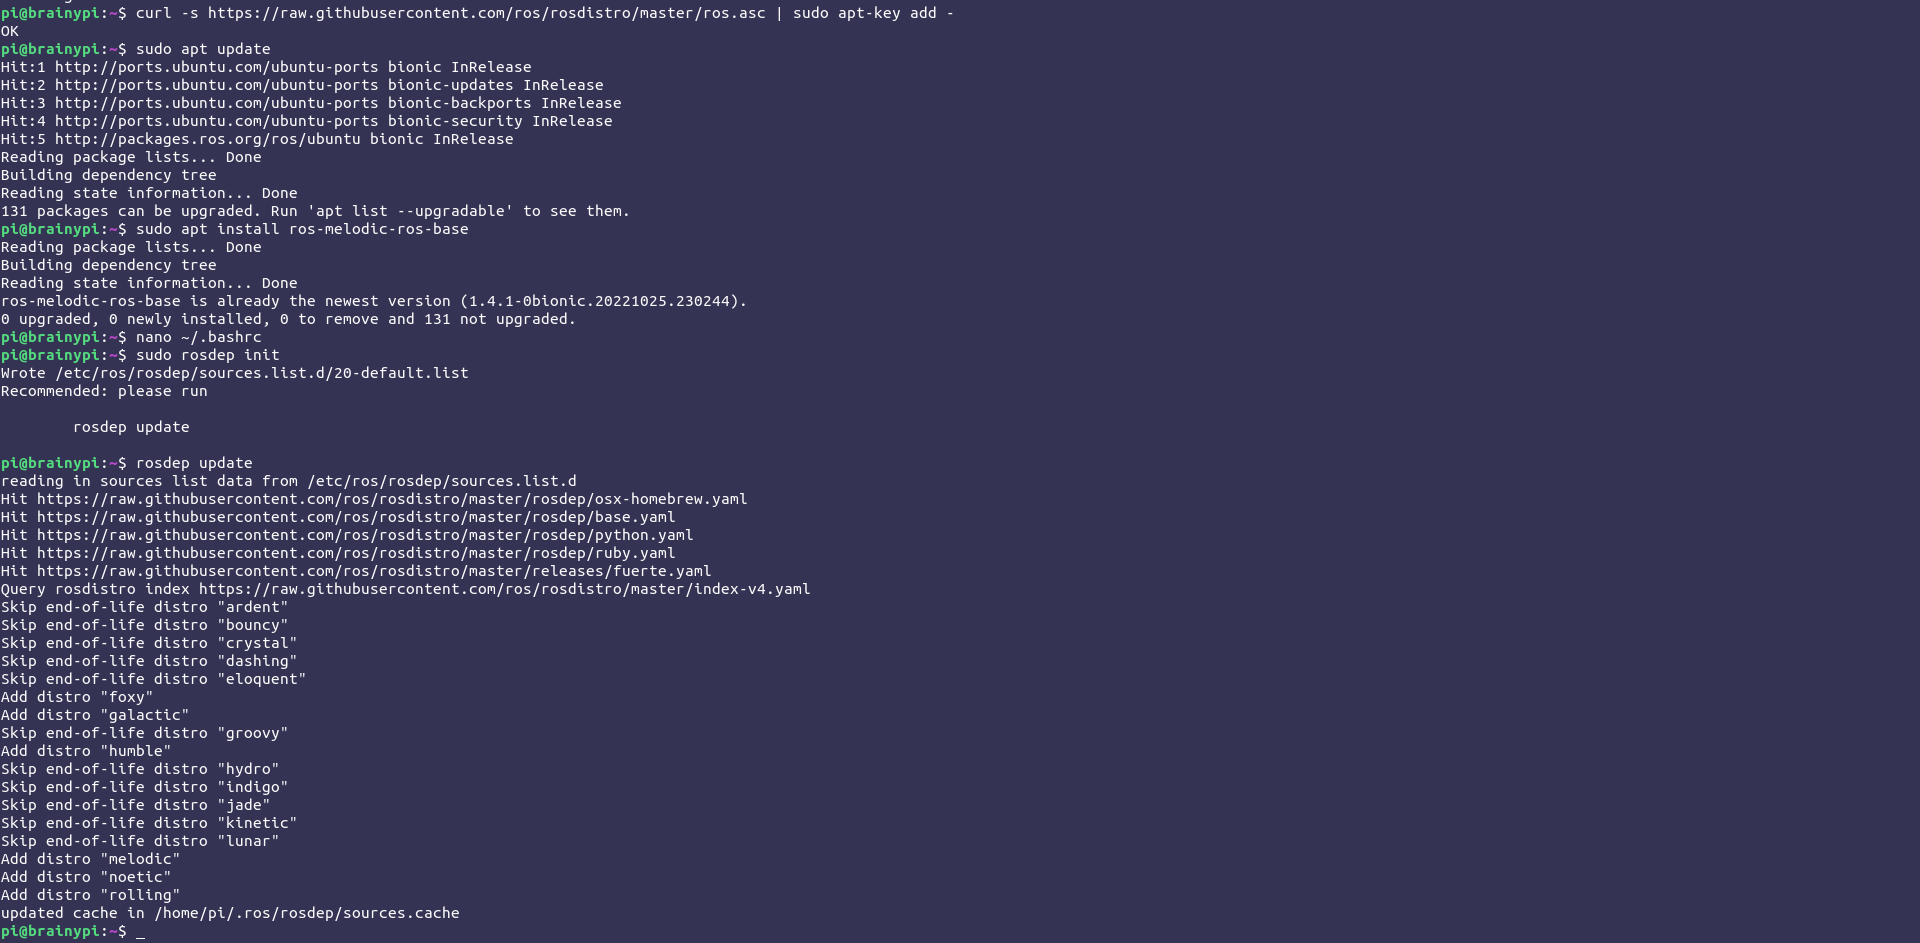 pi@brainypi:~$ curl -s https://raw.githubusercontent.com/ros/rosdistro/master/ros.asc | sudo apt-key add -
OK
pi@brainypi:~$ sudo apt update
Hit:1 http://ports.ubuntu.com/ubuntu-ports bionic InRelease
Hit:2 http://ports.ubuntu.com/ubuntu-ports bionic-updates InRelease
Hit:3 http://ports.ubuntu.com/ubuntu-ports bionic-backports InRelease
Hit:4 http://ports.ubuntu.com/ubuntu-ports bionic-security InRelease
Hit:5 http://packages.ros.org/ros/ubuntu bionic InRelease
Reading package lists... Done
Building dependency tree
Reading state information... Done
131 packages can be upgraded. Run 'apt list --upgradable' to see them.
pi@brainypi:~$ sudo apt install ros-melodic-ros-base
Reading package lists... Done
Building dependency tree
Reading state information... Done
ros-melodic-ros-base is already the newest version (1.4.1-0bionic.20221025.230244).
0 upgraded, 0 newly installed, 0 to remove and 131 not upgraded.
pi@brainypi:~$ nano ~/.bashrc
pi@brainypi:~$ sudo rosdep init
Wrote /etc/ros/rosdep/sources.list.d/20-default.list
Recommended: please run
rosdep update
pi@brainypi:~$ rosdep update
reading in sources list data from /etc/ros/rosdep/sources.list.d
Hit https://raw.githubusercontent.com/ros/rosdistro/master/rosdep/osx-homebrew.yaml
Hit https://raw.githubusercontent.com/ros/rosdistro/master/rosdep/base.yaml
Hit https://raw.githubusercontent.com/ros/rosdistro/master/rosdep/python.yaml
Hit https://raw.githubusercontent.com/ros/rosdistro/master/rosdep/ruby.yaml
Hit https://raw.githubusercontent.com/ros/rosdistro/master/releases/fuerte.yaml
Query rosdistro index https://raw.githubusercontent.com/ros/rosdistro/master/index-v4.yaml
Skip end-of-life distro "ardent"
Skip end-of-life distro "bouncy"
Skip end-of-life distro "crystal"
Skip end-of-life distro "dashing"
Skip end-of-life distro "eloquent"
Add distro "foxy"
Add distro "galactic"
Skip end-of-life distro "groovy"
Add distro "humble"
Skip end-of-life distro "hydro"
Skip end-of-life distro "indigo"
Skip end-of-life distro "jade"
Skip end-of-life distro "kinetic"
Skip end-of-life distro "lunar"
Add distro "melodic"
Add distro "noetic"
Add distro "rolling"
updated cache in /home/pi/.ros/rosdep/sources.cache
pi@brainypi:~$ _